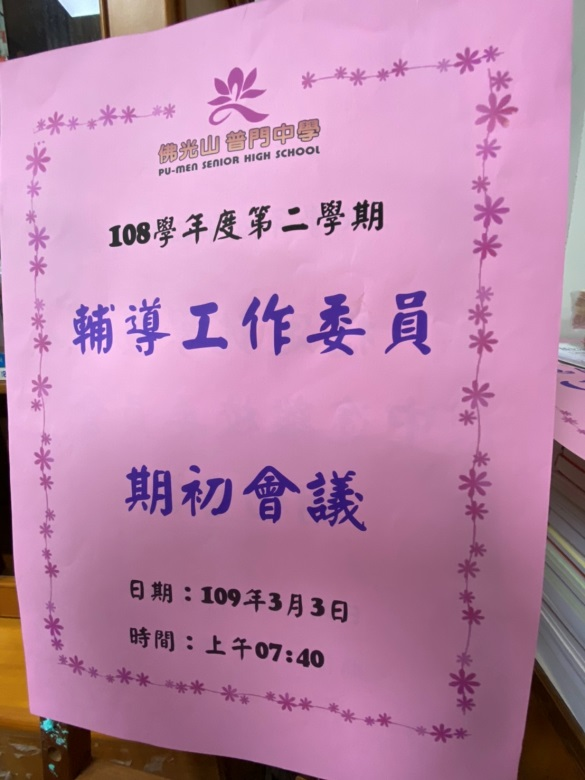 佛光山 普門中學
PU-MEN SENIOR HIGH SCHOOL
108學年度第二學期
輔導工作委員
期初會議
日期：109年3月3日
時間：上午07:40